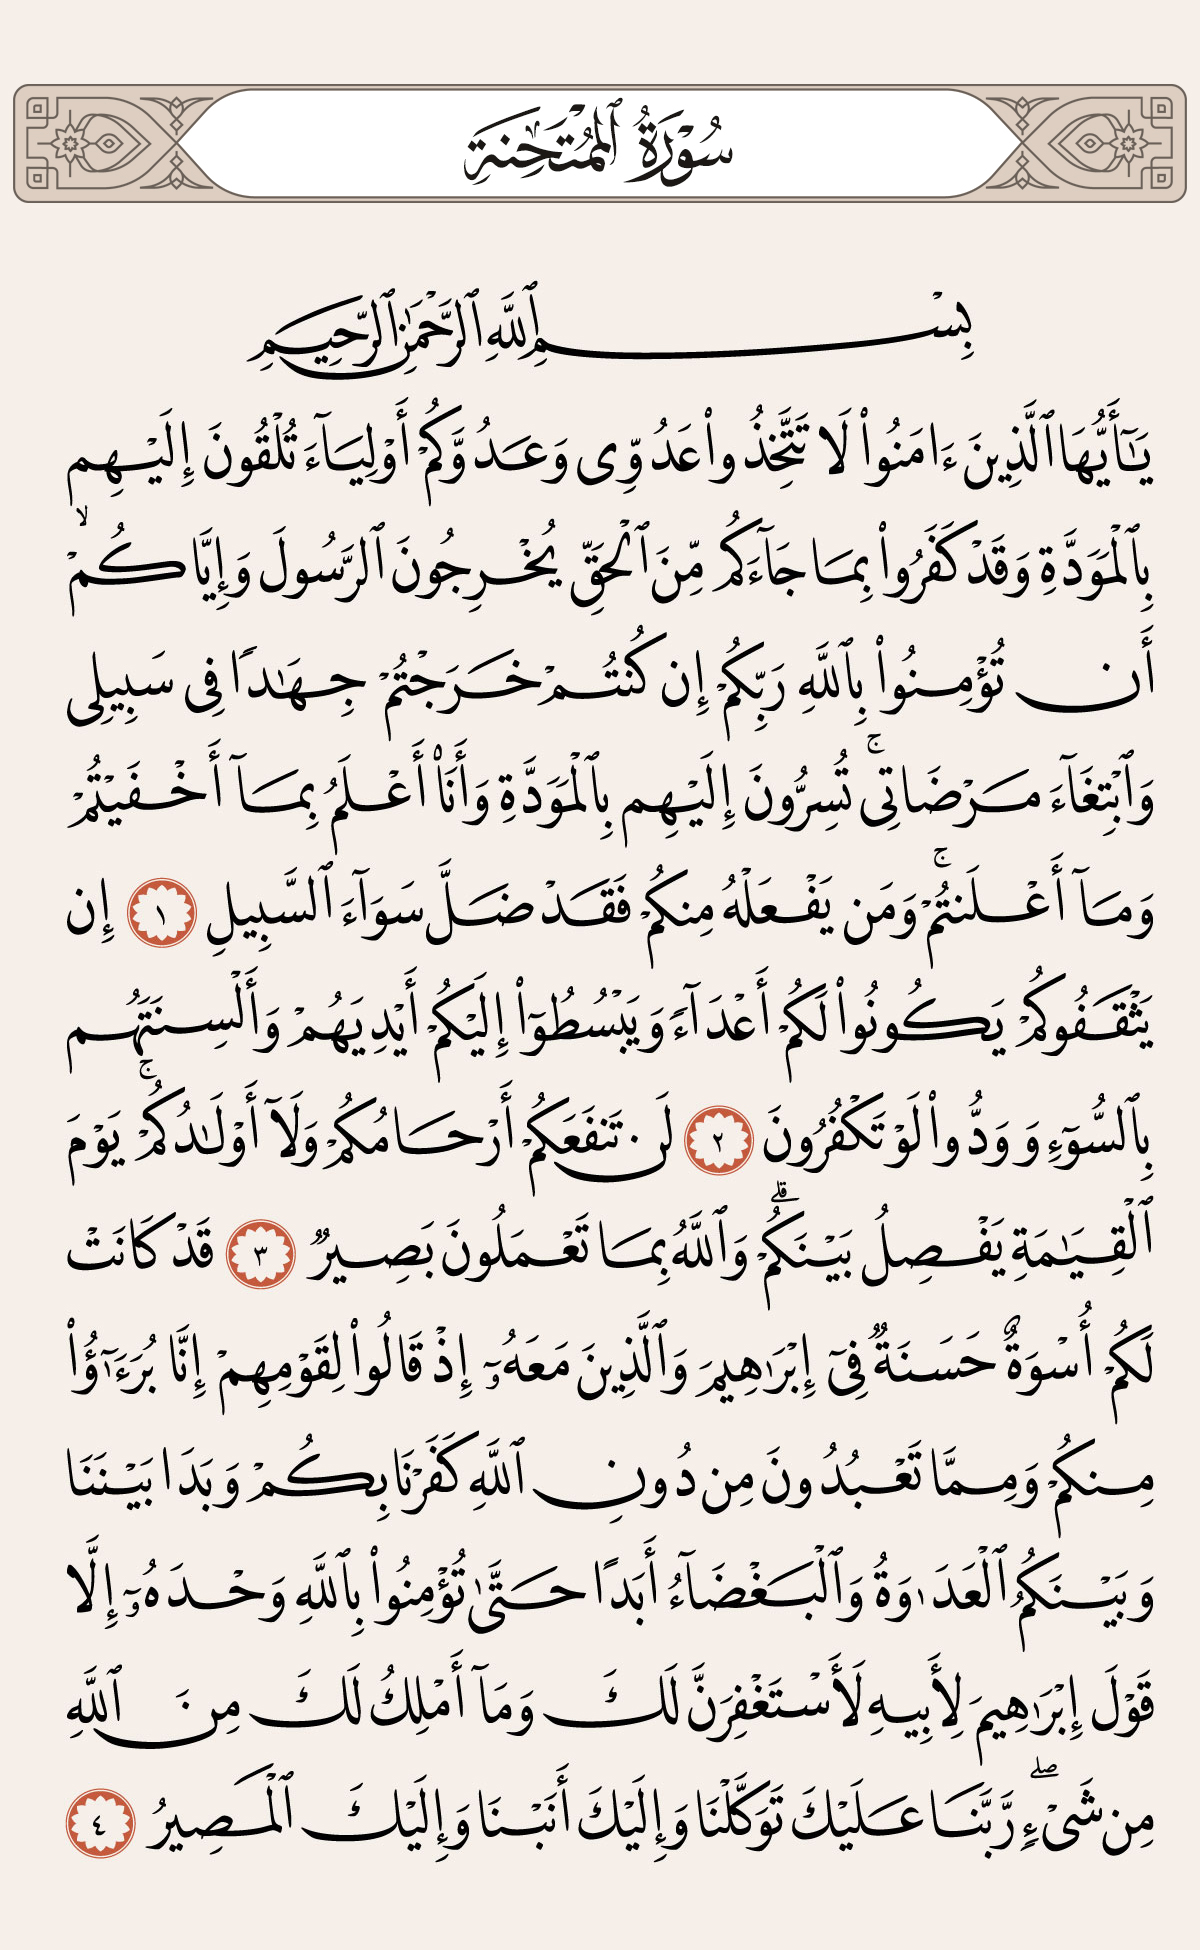 سُورَةُ ٱلْمُمْتَحَنَةِ
بِسْمِ ٱللَّهِ ٱلرَّحْمَٰنِ ٱلرَّحِيمِ
يَٰٓأَيُّهَا ٱلَّذِينَ ءَامَنُوا۟ لَا تَتَّخِذُوا۟ عَدُوِّى وَعَدُوَّكُمْ أَوْلِيَآءَ تُلْقُونَ إِلَيْهِم
بِٱلْمَوَدَّةِ وَقَدْ كَفَرُوا۟ بِمَا جَآءَكُم مِّنَ ٱلْحَقِّ يُخْرِجُونَ ٱلرَّسُولَ وَإِيَّاكُمْ ۙ
أَن تُؤْمِنُوا۟ بِٱللَّهِ رَبِّكُمْ إِن كُنتُمْ خَرَجْتُمْ جِهَٰدًا فِى سَبِيلِى
وَٱبْتِغَآءَ مَرْضَاتِى ۚ تُسِرُّونَ إِلَيْهِم بِٱلْمَوَدَّةِ وَأَنَا۠ أَعْلَمُ بِمَآ أَخْفَيْتُمْ
وَمَآ أَعْلَنتُمْ ۚ وَمَن يَفْعَلْهُ مِنكُمْ فَقَدْ ضَلَّ سَوَآءَ ٱلسَّبِيلِ ١ إِن
يَثْقَفُوكُمْ يَكُونُوا۟ لَكُمْ أَعْدَآءً وَيَبْسُطُوٓا۟ إِلَيْكُمْ أَيْدِيَهُمْ وَأَلْسِنَتَهُم
بِٱلسُّوٓءِ وَوَدُّوا۟ لَوْ تَكْفُرُونَ ٢ لَن تَنفَعَكُمْ أَرْحَامُكُمْ وَلَآ أَوْلَٰدُكُمْ ۚ يَوْمَ
ٱلْقِيَٰمَةِ يَفْصِلُ بَيْنَكُمْ ۗ وَٱللَّهُ بِمَا تَعْمَلُونَ بَصِيرٌ ٣ قَدْ كَانَتْ
لَكُمْ أُسْوَةٌ حَسَنَةٌ فِىٓ إِبْرَٰهِيمَ وَٱلَّذِينَ مَعَهُۥٓ إِذْ قَالُوا۟ لِقَوْمِهِمْ إِنَّا بُرَءَٰٓؤُا۟
مِنكُمْ وَمِمَّا تَعْبُدُونَ مِن دُونِ ٱللَّهِ كَفَرْنَا بِكُمْ وَبَدَا بَيْنَنَا
وَبَيْنَكُمُ ٱلْعَدَٰوَةُ وَٱلْبَغْضَآءُ أَبَدًا حَتَّىٰ تُؤْمِنُوا۟ بِٱللَّهِ وَحْدَهُۥٓ إِلَّا
قَوْلَ إِبْرَٰهِيمَ لِأَبِيهِ لَأَسْتَغْفِرَنَّ لَكَ وَمَآ أَمْلِكُ لَكَ مِنَ ٱللَّهِ
مِن شَىْءٍ ۖ رَّبَّنَا عَلَيْكَ تَوَكَّلْنَا وَإِلَيْكَ أَنَبْنَا وَإِلَيْكَ ٱلْمَصِيرُ ٤